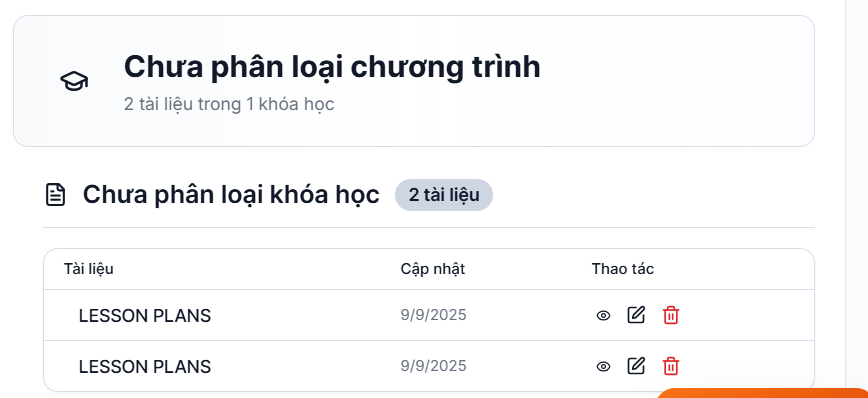 Chưa phân loại chương trình
2 tài liệu trong 1 khóa học
Chưa phân loại khóa học 2 tài liệu
Tài liệu Cập nhật Thao tác
LESSON PLANS 9/9/2025
LESSON PLANS 9/9/2025